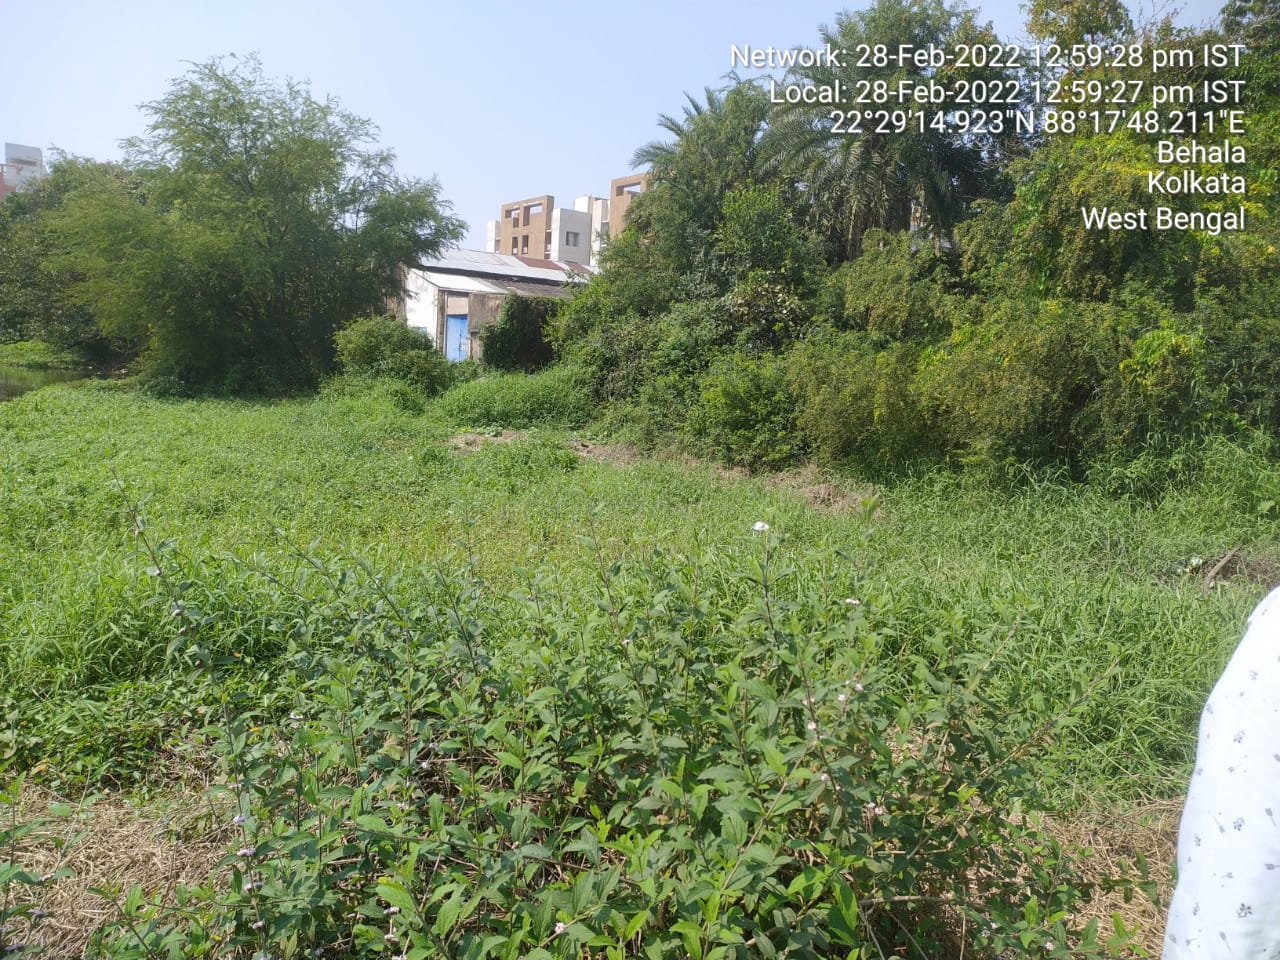 Network: 28-Feb-2022 12:59:28 pm IST
Local: 28-Feb-2022 12:59:27 pm IST
22°29'14.923"N 88°17'48.211"E
Behala
Kolkata
West Bengal